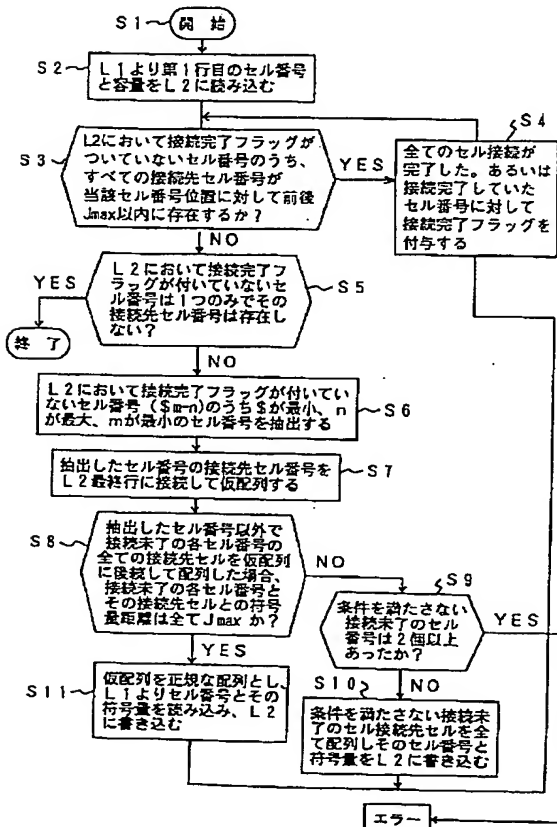 S1
開始
S2
L1より第1行目のセル番号
と容量をL2に読み込む
S3
L2において接続完了フラッグが
ついていないセル番号のうち、
すべての接続先セル番号が
当該セル番号位置に対して前後
Jmax以内に存在するか?
YES
NO
S4
全てのセル接続が
完了した。あるいは
接続完了していた
セル番号に対して
接続完了フラッグを
付与する
S5
L2において接続完了フ
ラッグが付いていないセ
ル番号は1つのみでその
接続先セル番号は存在し
ない?
YES
終了
NO
S6
L2において接続完了フラッグが付いてい
ないセル番号($m-n)のうち$が最小、n
が最大、mが最小のセル番号を抽出する
S7
抽出したセル番号の接続先セル番号を
L2最終行に接続して仮配列する
S8
抽出したセル番号以外で
接続未了の各セル番号の
全ての接続先セルを仮配列
に後続して配列した場合、
接続未了の各セル番号と
その接続先セルとの符号
量距離は全てJmaxか?
NO
YES
S9
条件を満たさない
接続未了のセル
番号は2個以上
あったか?
YES
NO
S10
条件を満たさない接続未
了のセル接続先セルを全
て配列しそのセル番号と
符号量をL2に書き込む
S11
仮配列を正規な配列とし、
L1よりセル番号とその
符号量を読み込み、L2
に書き込む
エラー